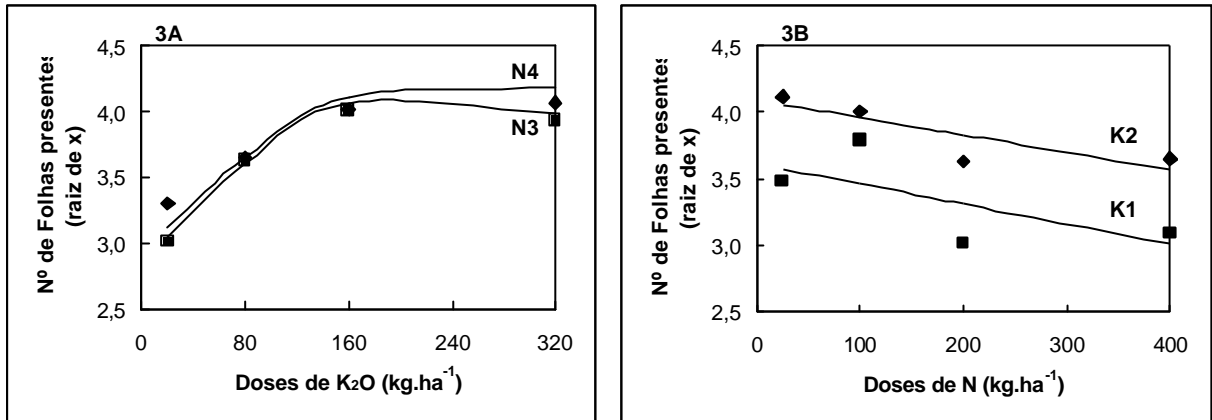 3A
4,5
4,0
3,5
3,0
2,5
Nº de Folhas presentes
(raiz de x)
N4
N3
0
80
160
240
320
Doses de K₂O (kg.ha⁻¹)
3B
4,5
4,0
3,5
3,0
2,5
Nº de Folhas presentes
(raiz de x)
K2
K1
0
100
200
300
400
Doses de N (kg.ha⁻¹)